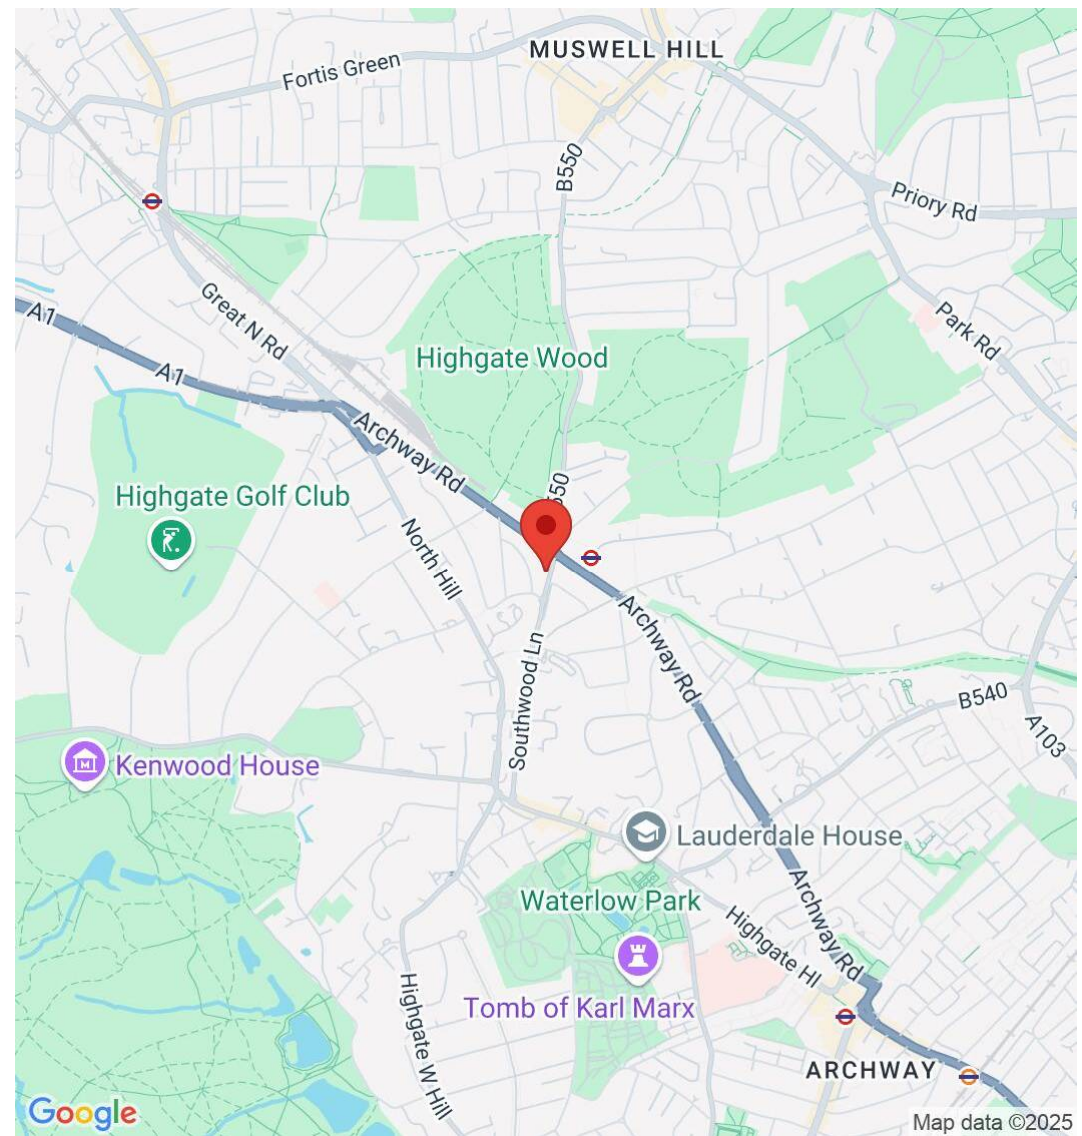 MUSWELL HILL
Fortis Green
B550
Priory Rd
Great N Rd
A1
Park Rd
Highgate Wood
A1
Archway Rd
Highgate Golf Club
550
North Hill
Archway Rd
Southwood Ln
B540
A103
Kenwood House
Lauderdale House
Waterlow Park
Archway Rd
Highgate Hl
Highgate W Hill
Tomb of Karl Marx
ARCHWAY
Google
Map data ©2025